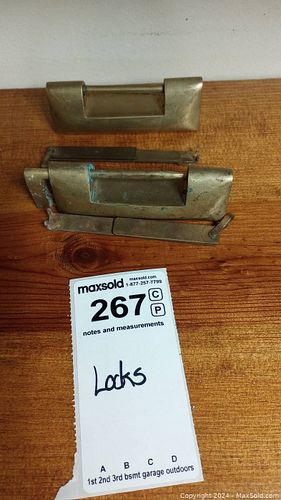 maxsold maxsold.com
1-877-257-7799
267 C
P
notes and measurements
Locks
A B C D
1st 2nd 3rd bsmt garage outdoors
Copyright 2024 - MaxSold.com